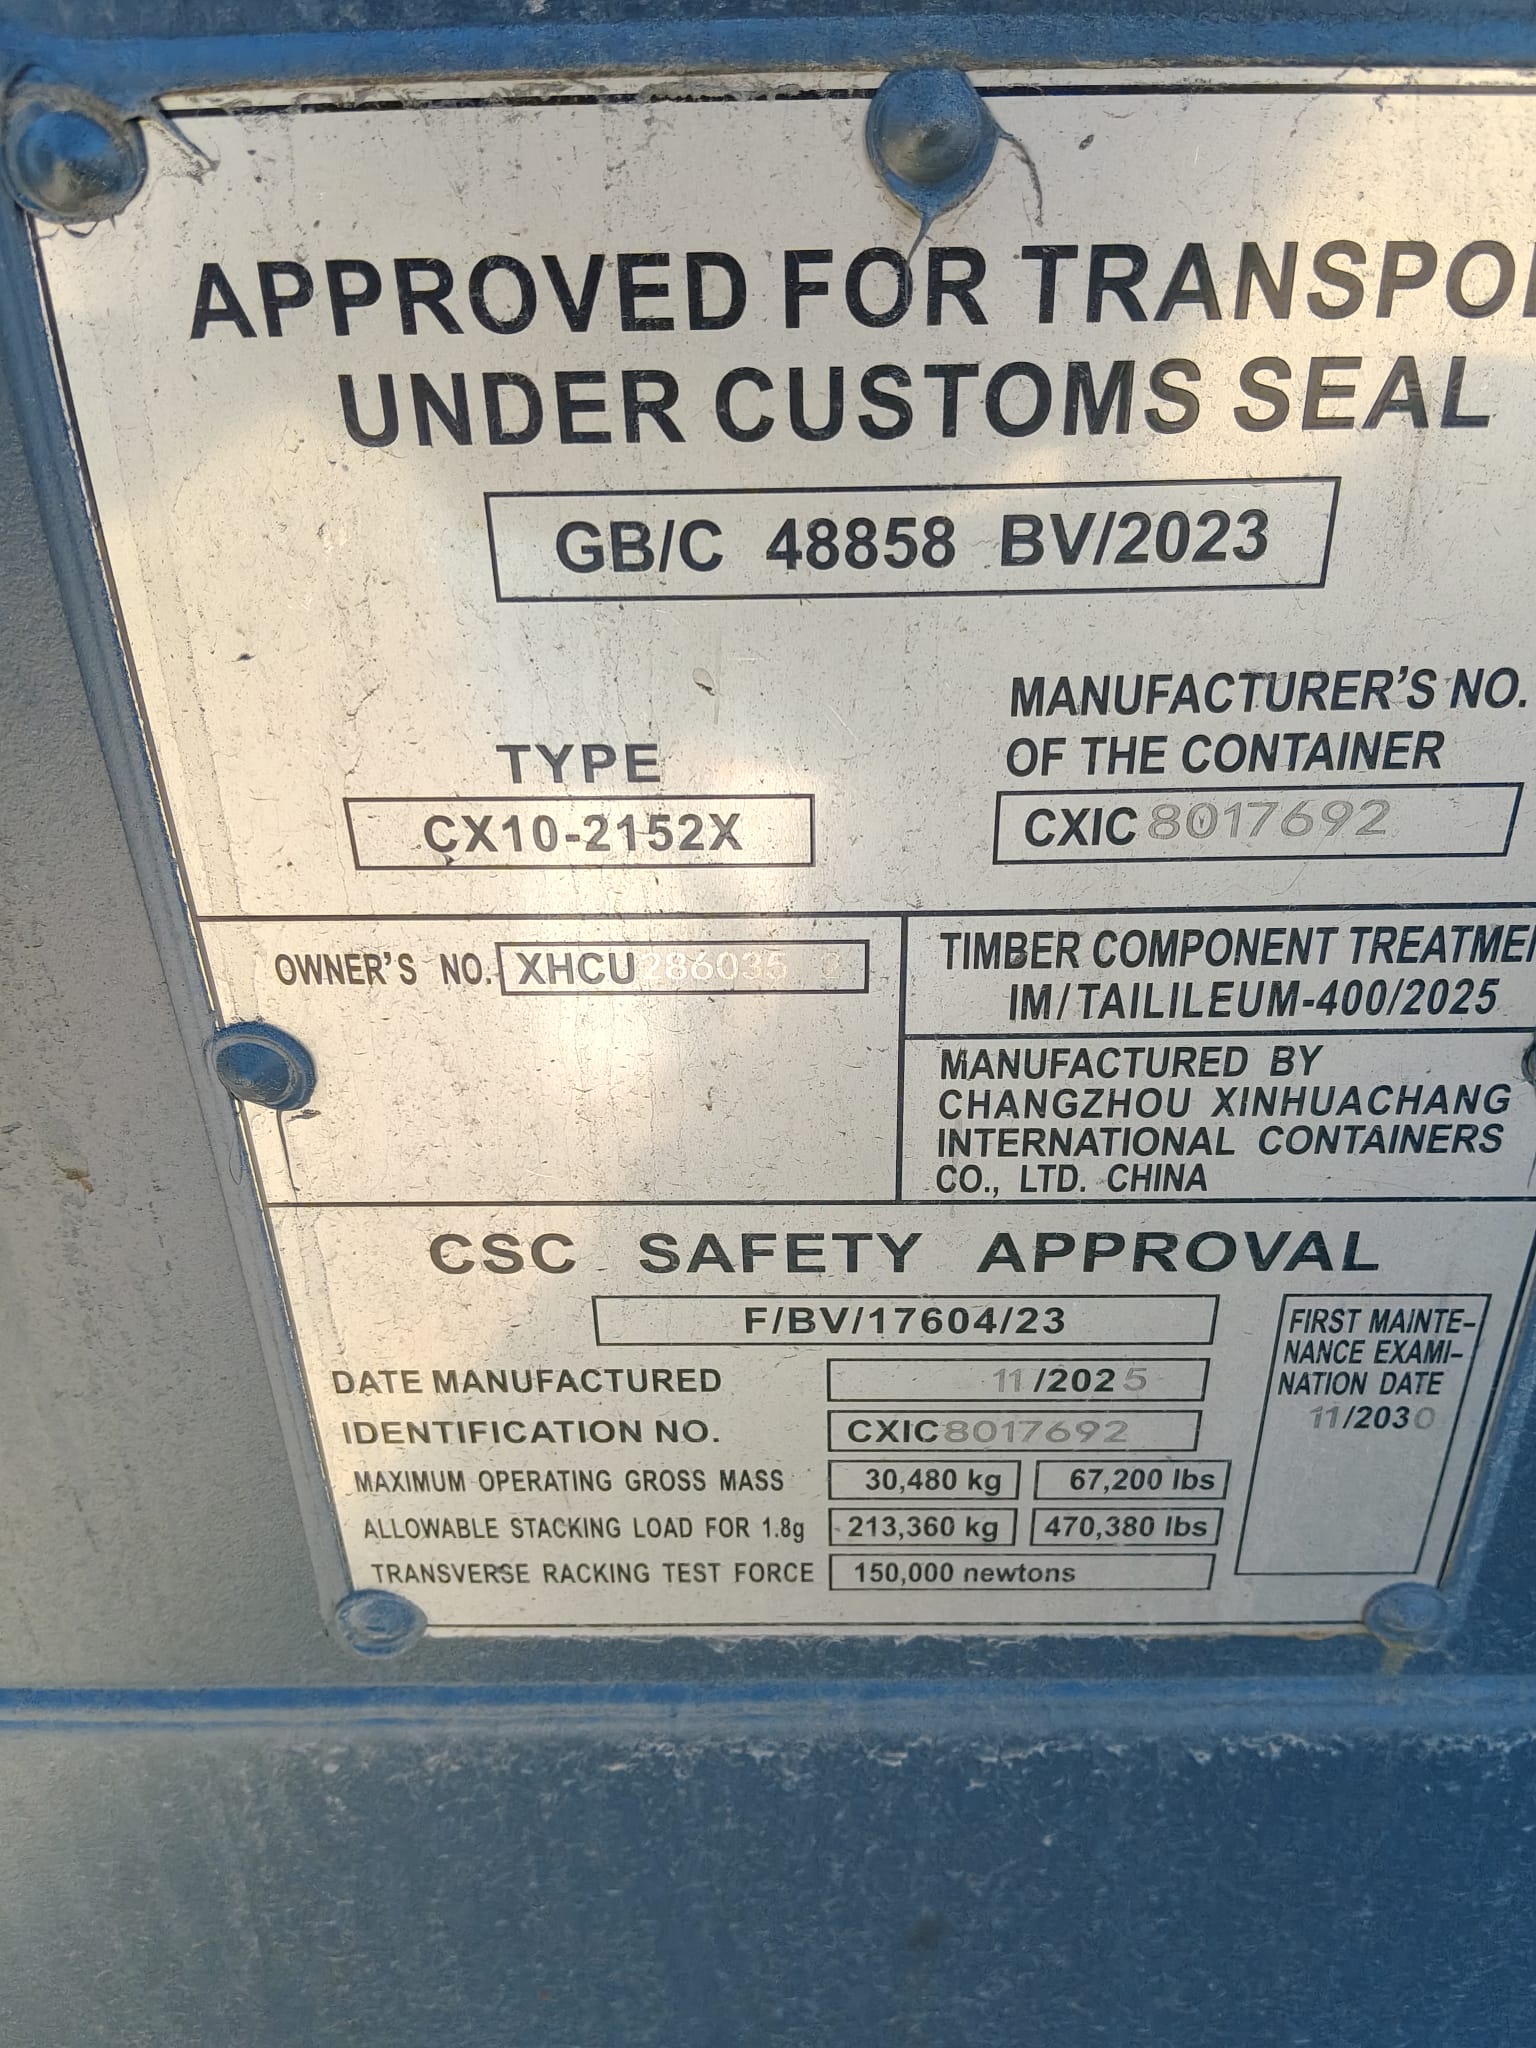 APPROVED FOR TRANSPO
UNDER CUSTOMS SEAL
GB/C 48858 BV/2023
TYPE
CX10-2152X
MANUFACTURER'S NO.
OF THE CONTAINER
CXIC 8017692
OWNER'S NO. XHCU 286035
TIMBER COMPONENT TREATME
IM/TAILILEUM-400/2025
MANUFACTURED BY
CHANGZHOU XINHUACHANG
INTERNATIONAL CONTAINERS
CO., LTD. CHINA
CSC SAFETY APPROVAL
F/BV/17604/23
DATE MANUFACTURED 11/2025
IDENTIFICATION NO. CXIC8017692
MAXIMUM OPERATING GROSS MASS 30,480 kg 67,200 lbs
ALLOWABLE STACKING LOAD FOR 1.8g 213,360 kg 470,380 lbs
TRANSVERSE RACKING TEST FORCE 150,000 newtons
FIRST MAINTE-
NANCE EXAMI-
NATION DATE
11/2030